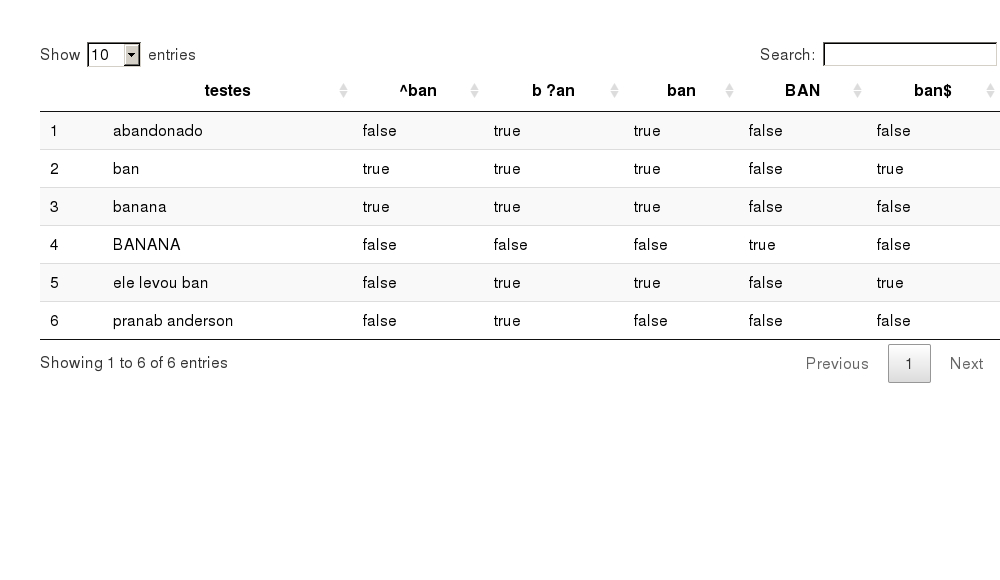 Show 10 entries Search:
testes ^ban b ?an ban BAN ban$
1 abandonado false true true false false
2 ban true true true false true
3 banana true true true false false
4 BANANA false false false true false
5 ele levou ban false true true false true
6 pranab anderson false true false false false
Showing 1 to 6 of 6 entries Previous 1 Next